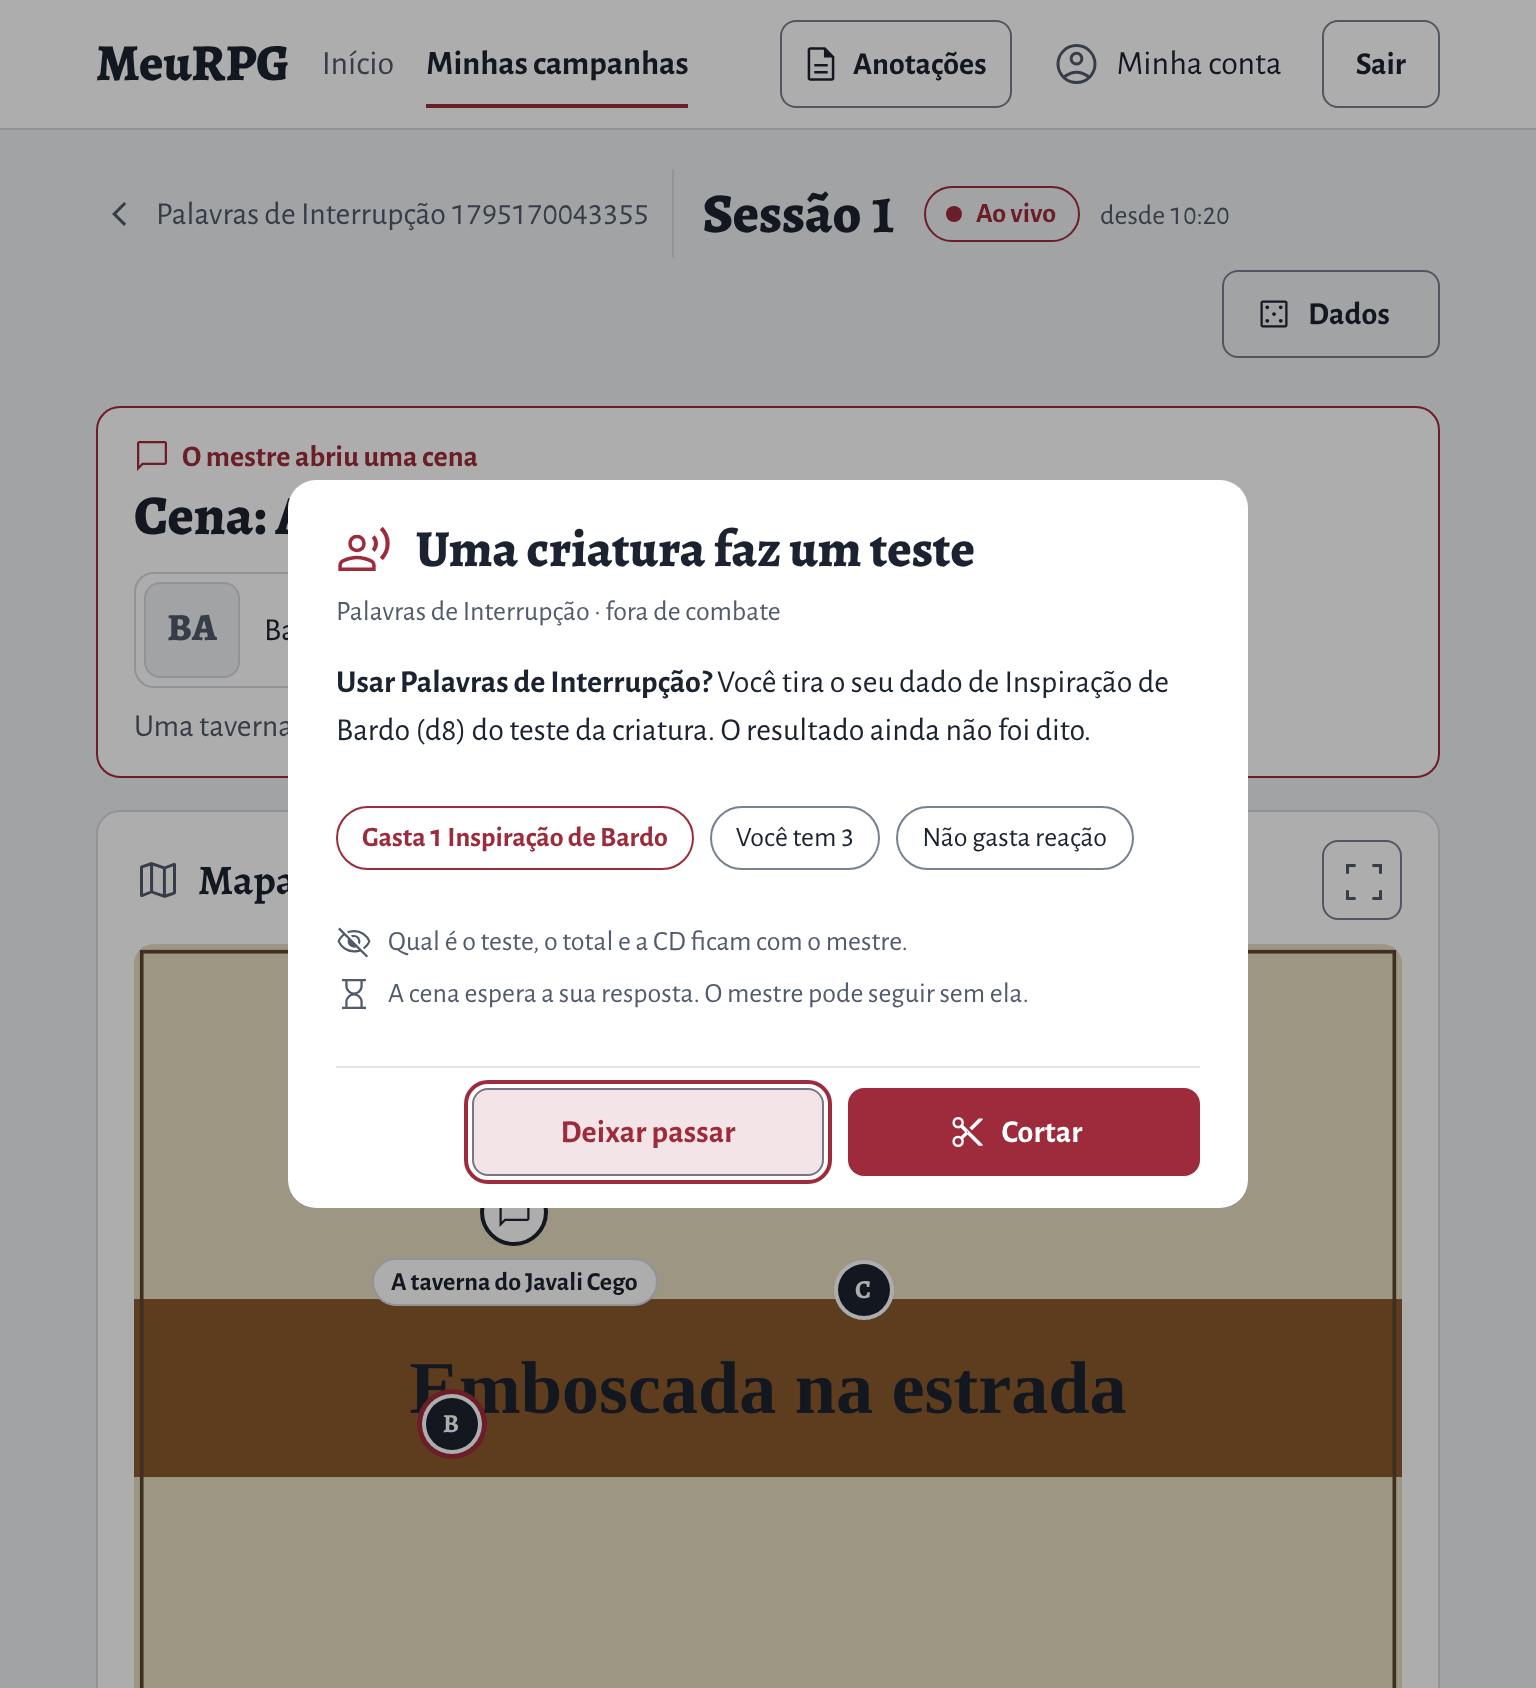 MeuRPG Início Minhas campanhas Anotações Minha conta Sair
Palavras de Interrupção 1795170043355 Sessão 1 Ao vivo desde 10:20
Dados
O mestre abriu uma cena
Cena:
BA
Uma taverna
Uma criatura faz um teste
Palavras de Interrupção · fora de combate
Usar Palavras de Interrupção? Você tira o seu dado de Inspiração de
Bardo (d8) do teste da criatura. O resultado ainda não foi dito.
Gasta 1 Inspiração de Bardo Você tem 3 Não gasta reação
Qual é o teste, o total e a CD ficam com o mestre.
A cena espera a sua resposta. O mestre pode seguir sem ela.
Deixar passar Cortar
Mapa
A taverna do Javali Cego
C
Emboscada na estrada
B